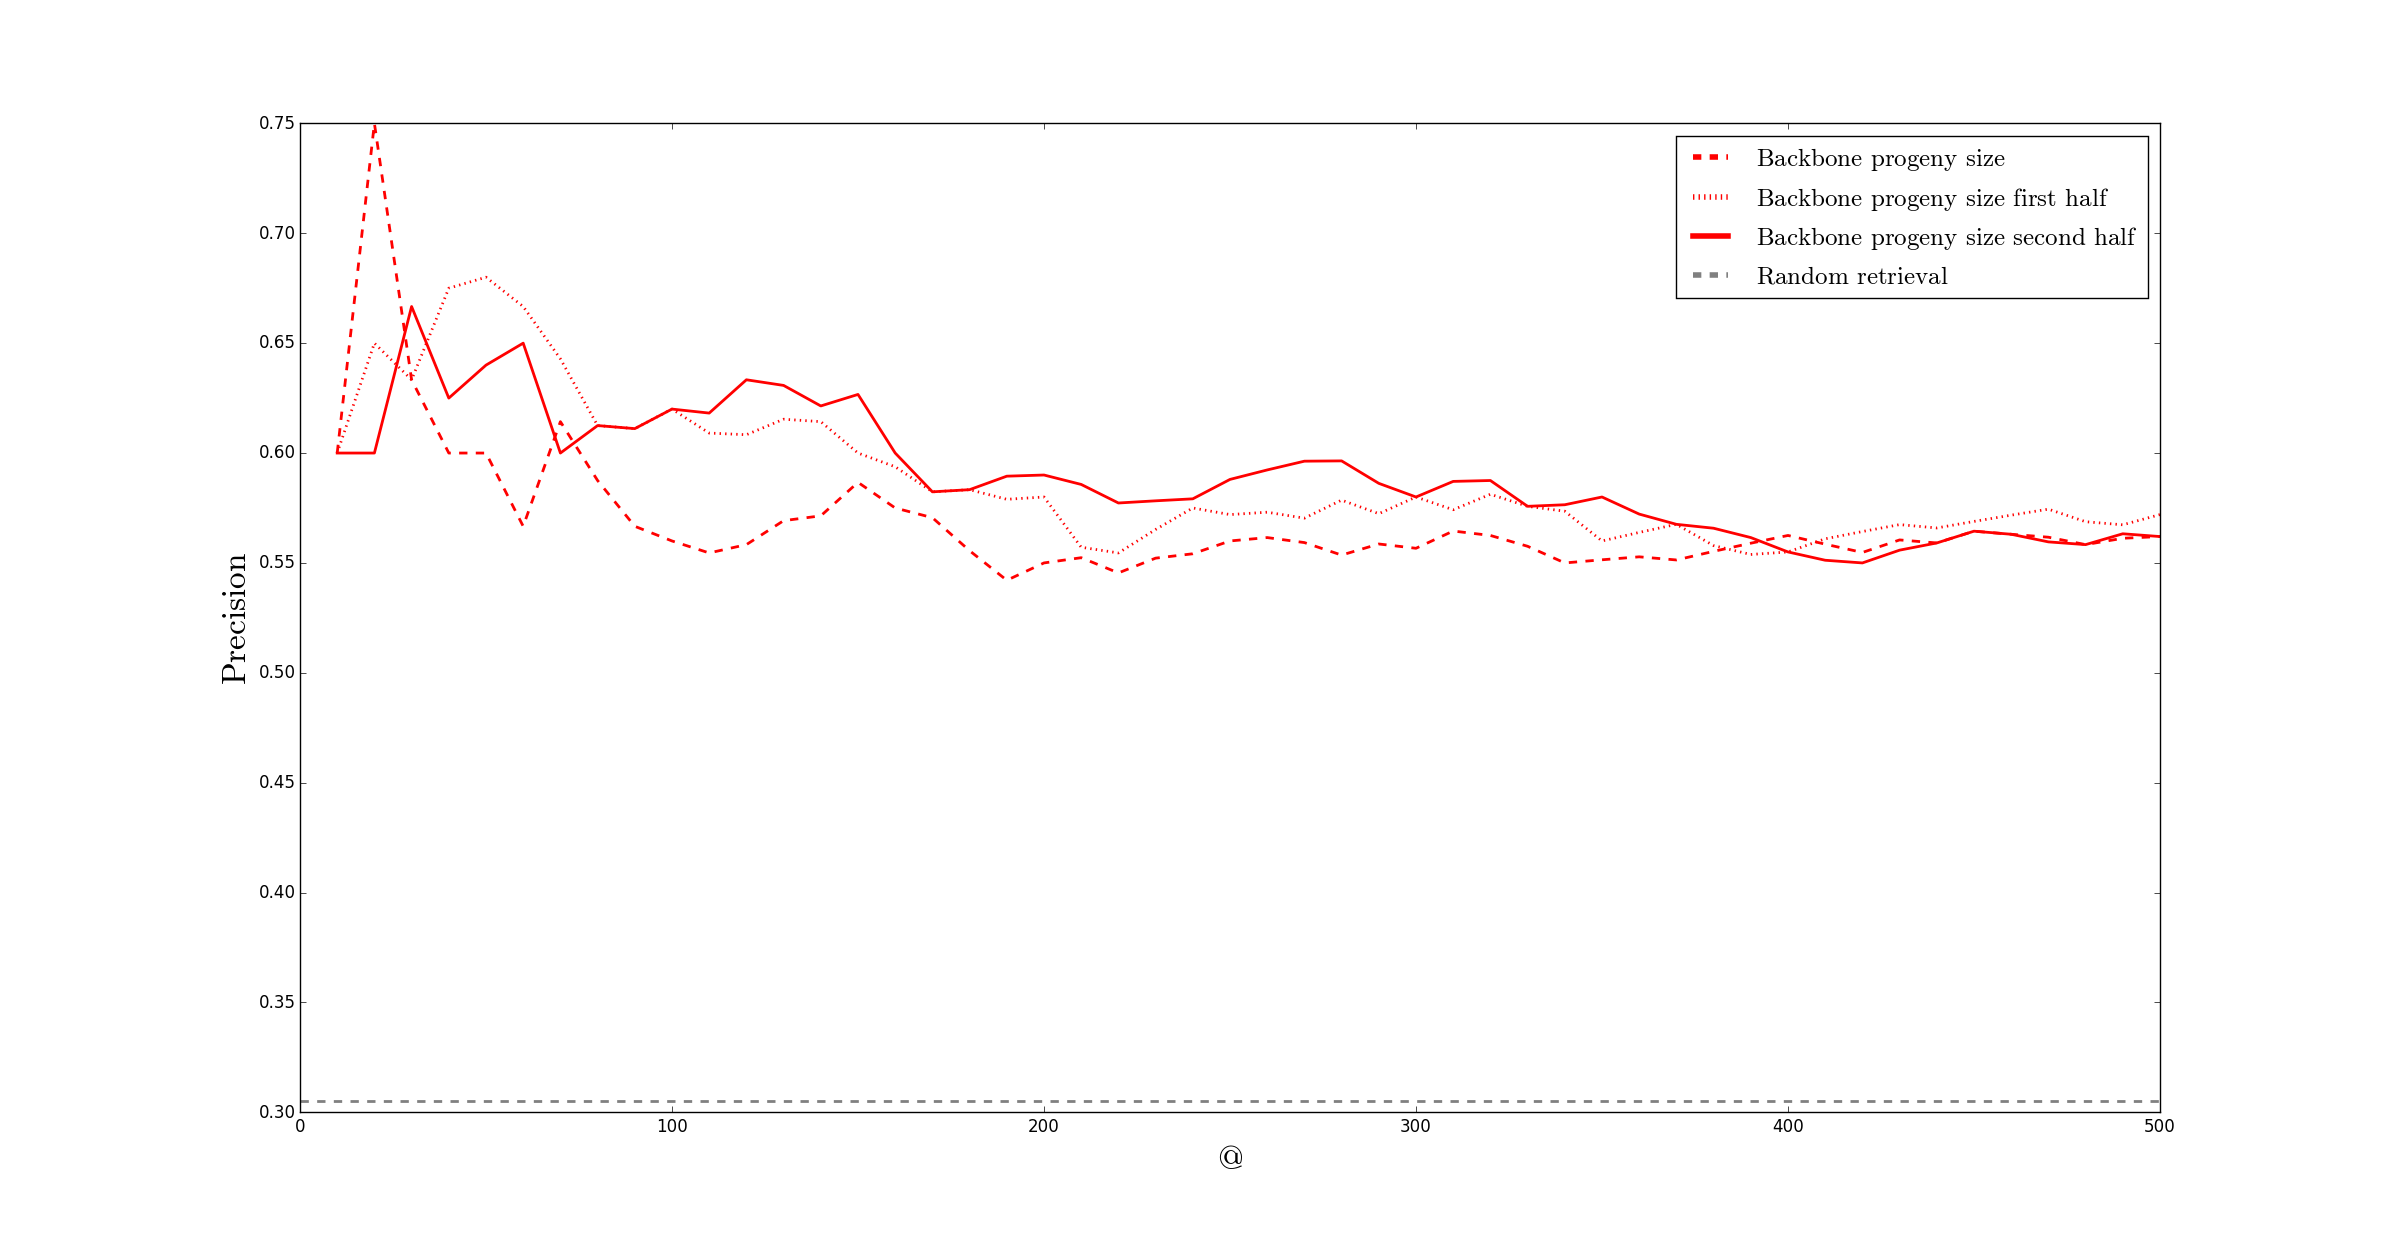 0.75
0.70
0.65
0.60
0.55
0.50
0.45
0.40
0.35
0.30
Precision
Backbone progeny size
Backbone progeny size first half
Backbone progeny size second half
Random retrieval
0 100 200 300 400 500
@